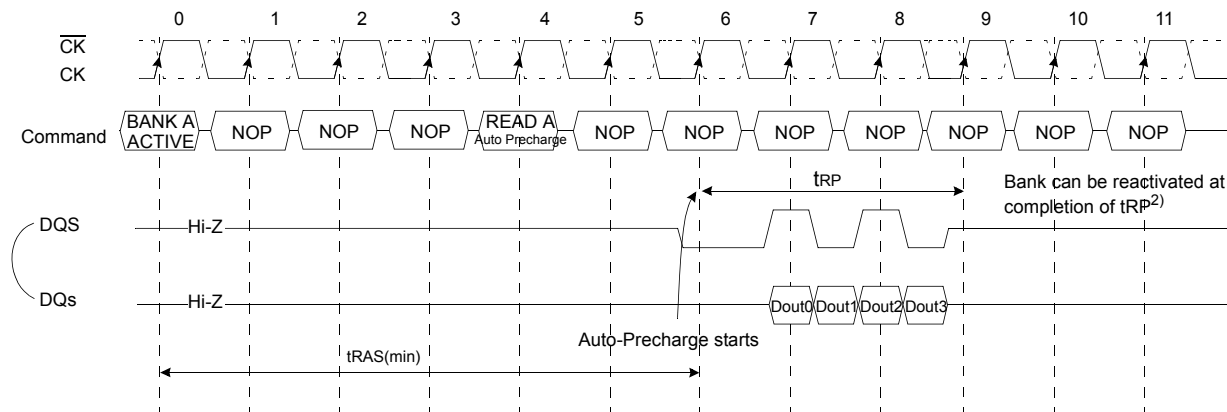 0 1 2 3 4 5 6 7 8 9 10 11
CK
CK
Command
BANK A
ACTIVE
NOP
NOP
NOP
READ A
Auto Precharge
NOP
NOP
NOP
NOP
NOP
NOP
NOP
tRP
Bank can be reactivated at
completion of tRP2)
DQS
Hi-Z
DQs
Hi-Z
Dout0 Dout1 Dout2 Dout3
Auto-Precharge starts
tRAS(min)